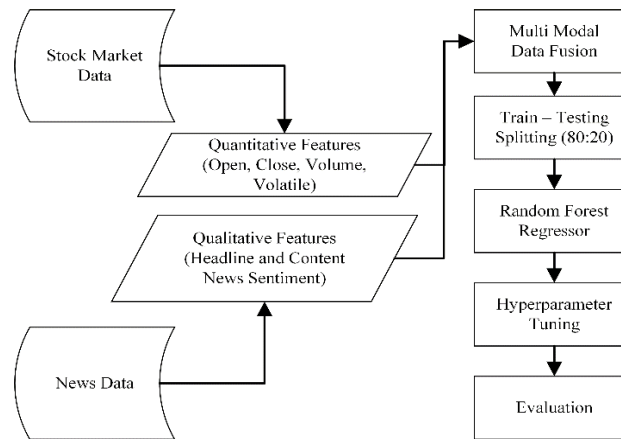 Stock Market
Data
Quantitative Features
(Open, Close, Volume,
Volatile)
Qualitative Features
(Headline and Content
News Sentiment)
News Data
Multi Modal
Data Fusion
Train – Testing
Splitting (80:20)
Random Forest
Regressor
Hyperparameter
Tuning
Evaluation